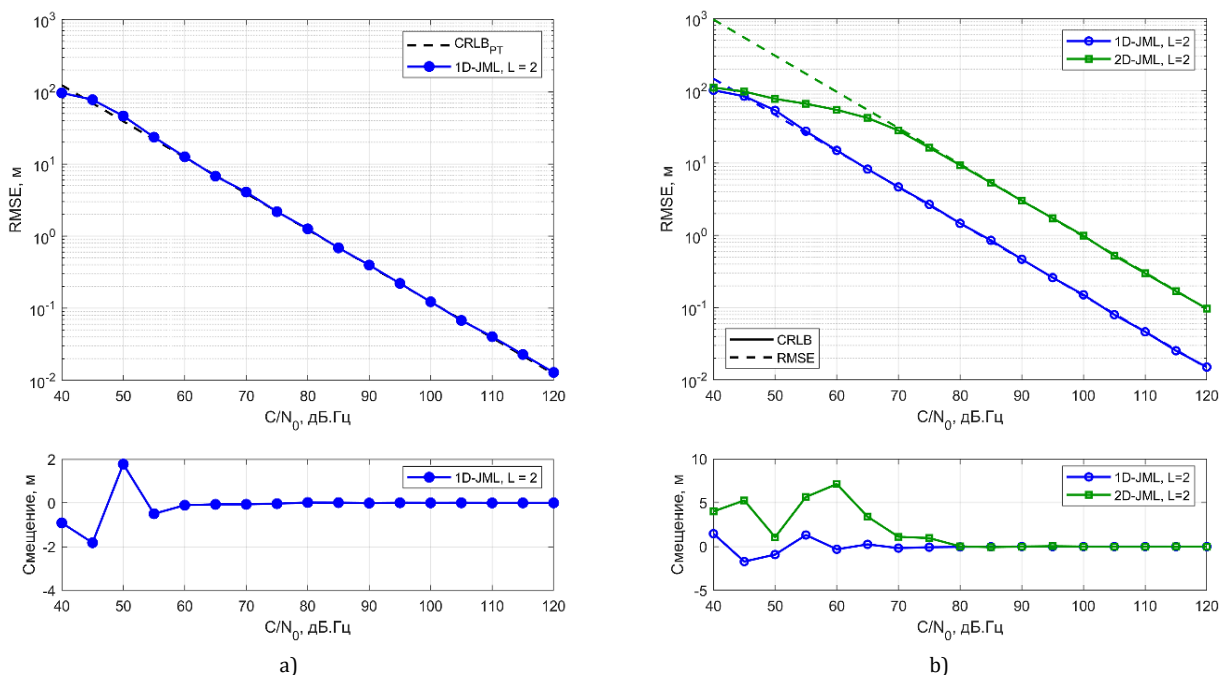 10³
10²
10¹
10⁰
10⁻¹
10⁻²
RMSE, м
CRLB_PT
1D-JML, L = 2
40 50 60 70 80 90 100 110 120
C/N₀, дБ.Гц
2
0
-2
-4
Смещение, м
1D-JML, L = 2
40 50 60 70 80 90 100 110 120
C/N₀, дБ.Гц
a)
10³
10²
10¹
10⁰
10⁻¹
10⁻²
RMSE, м
1D-JML, L=2
2D-JML, L=2
CRLB
RMSE
40 50 60 70 80 90 100 110 120
C/N₀, дБ.Гц
10
5
0
-5
Смещение, м
1D-JML, L=2
2D-JML, L=2
40 50 60 70 80 90 100 110 120
C/N₀, дБ.Гц
b)